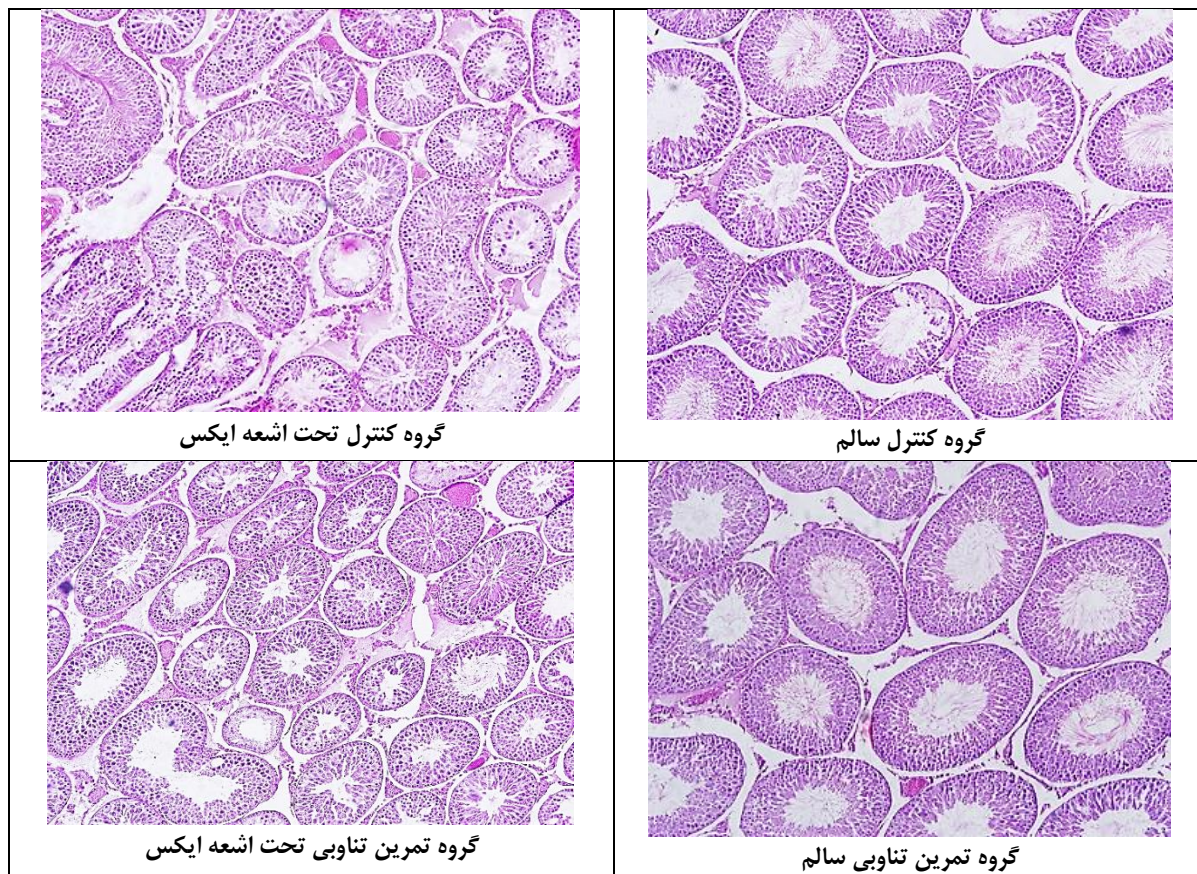 گروه کنترل سالم
گروه کنترل تحت اشعه ایکس
گروه تمرین تناوبی سالم
گروه تمرین تناوبی تحت اشعه ایکس